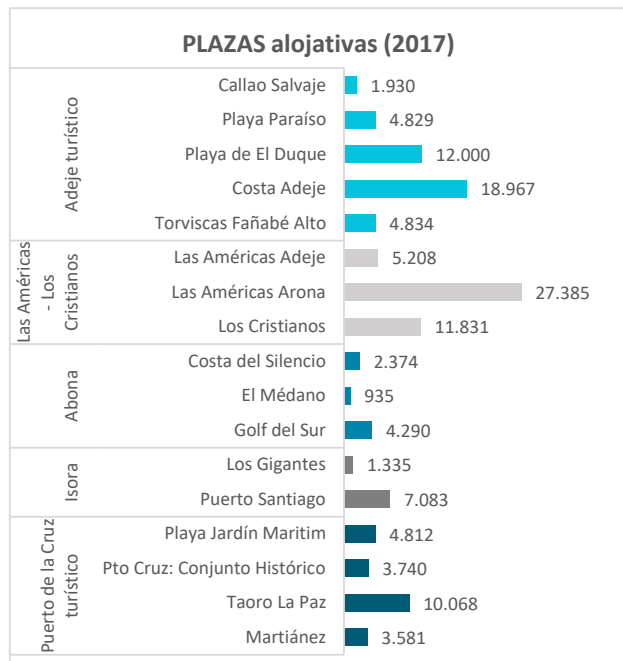 PLAZAS alojativas (2017)
Adeje turístico
Callao Salvaje 1.930
Playa Paraíso 4.829
Playa de El Duque 12.000
Costa Adeje 18.967
Torviscas Fañabé Alto 4.834
Las Américas
- Los
Cristianos
Las Américas Adeje 5.208
Las Américas Arona 27.385
Los Cristianos 11.831
Abona
Costa del Silencio 2.374
El Médano 935
Golf del Sur 4.290
Isora
Los Gigantes 1.335
Puerto Santiago 7.083
Puerto de la Cruz
turístico
Playa Jardín Maritim 4.812
Pto Cruz: Conjunto Histórico 3.740
Taoro La Paz 10.068
Martiánez 3.581